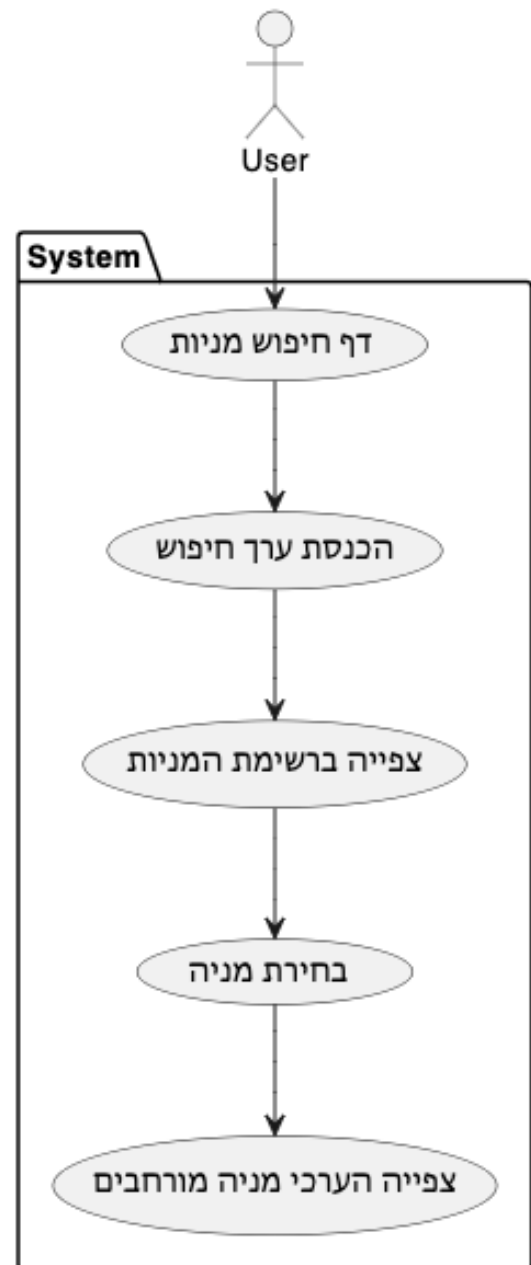 User
System
דף חיפוש מניות
הכנסת ערך חיפוש
צפייה ברשימת המניות
בחירת מניה
צפייה הערכי מניה מורחבים